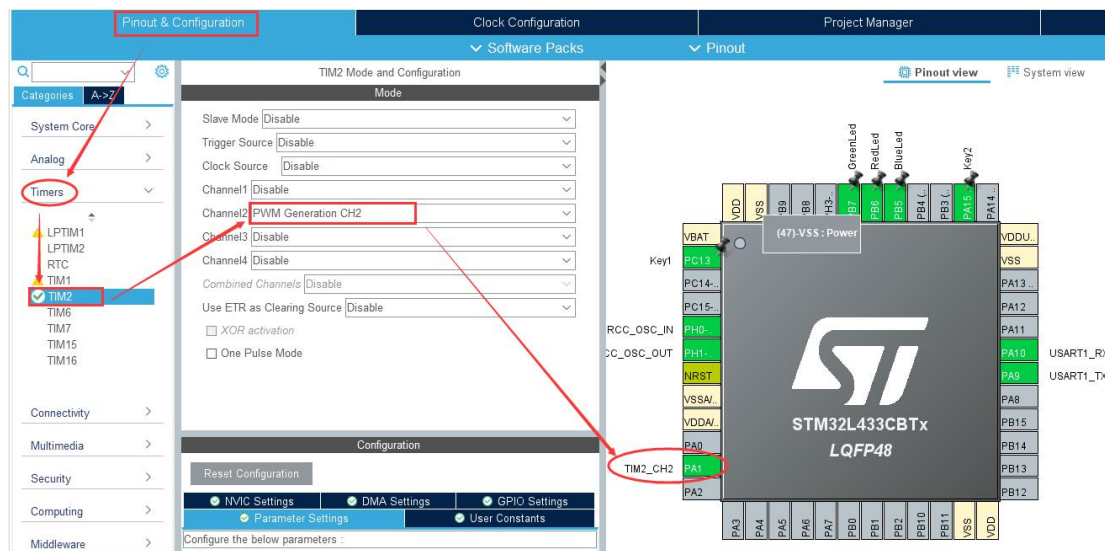 Pinout & Configuration
Clock Configuration
Project Manager
Software Packs
Pinout
TIM2 Mode and Configuration
Pinout view
System view
Categories
A->Z
Mode
System Core
Analog
Timers
LPTIM1
LPTIM2
RTC
TIM1
TIM2
TIM6
TIM7
TIM15
TIM16
Connectivity
Multimedia
Security
Computing
Middleware
Slave Mode Disable
Trigger Source Disable
Clock Source Disable
Channel1 Disable
Channel2 PWM Generation CH2
Channel3 Disable
Channel4 Disable
Combined Channels Disable
Use ETR as Clearing Source Disable
XOR activation
One Pulse Mode
Configuration
Reset Configuration
NVIC Settings
DMA Settings
GPIO Settings
Parameter Settings
User Constants
Configure the below parameters :
GreenLed
RedLed
BlueLed
Key2
VDD
VSS
PB9
PB8
PH3-..
PB7
PB6
PB5
PB4 (..
PB3 (..
PA15 ..
PA14 ..
(47)-VSS : Power
VBAT
Key1
PC13
PC14-..
PC15-..
RCC_OSC_IN
PH0-..
CC_OSC_OUT
PH1-..
NRST
VSSA/..
VDDA/..
PA0
TIM2_CH2
PA1
PA2
VDDU..
VSS
PA13 ..
PA12
PA11
PA10
USART1_RX
PA9
USART1_TX
PA8
PB15
PB14
PB13
PB12
ST
STM32L433CBTx
LQFP48
PA3
PA4
PA5
PA6
PA7
PB0
PB1
PB2
PB10
PB11
VSS
VDD